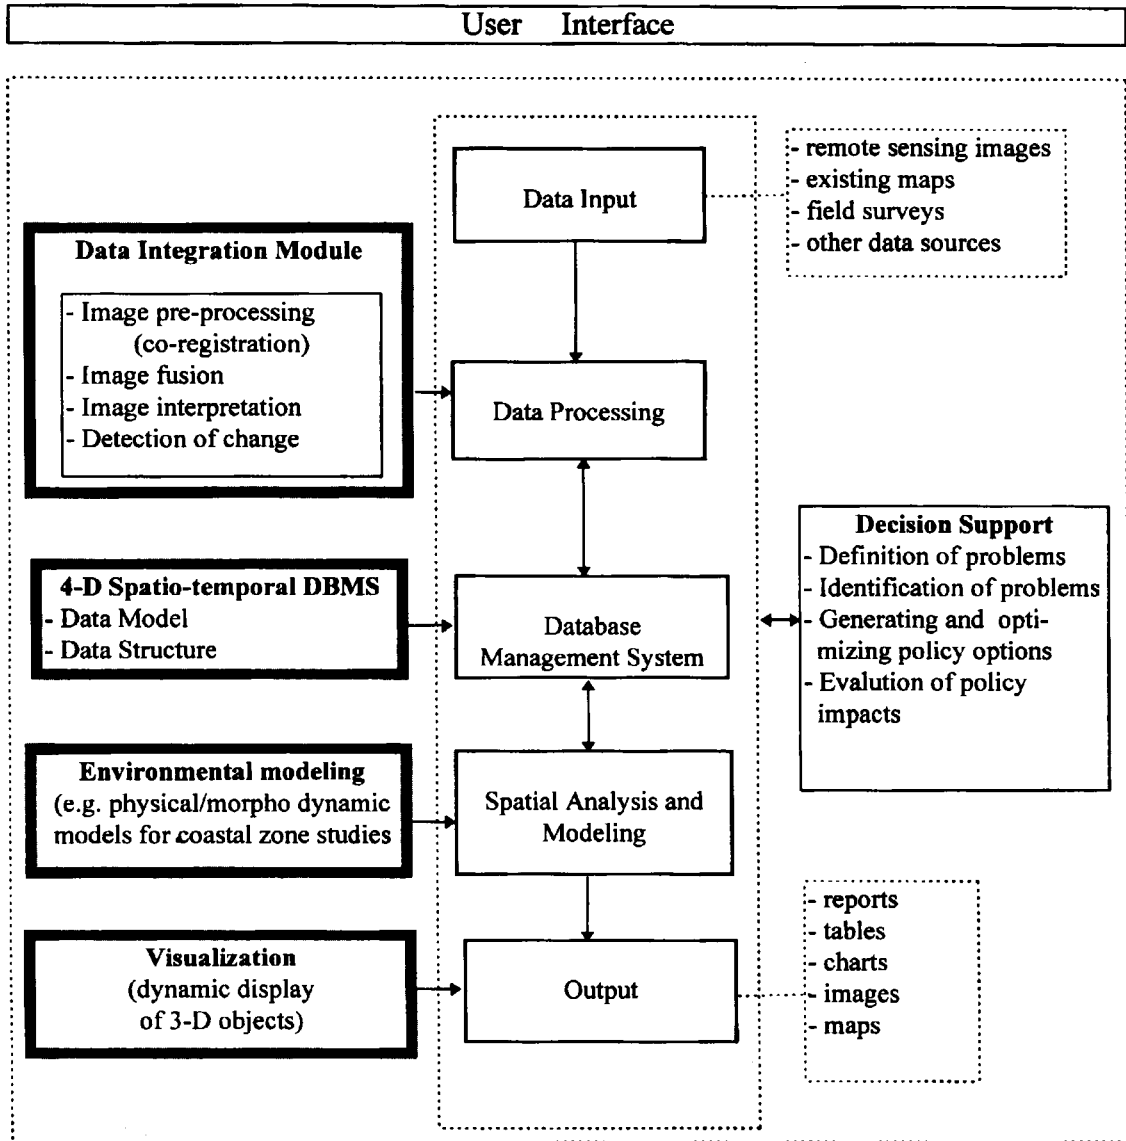 User Interface
Data Input
- remote sensing images
- existing maps
- field surveys
- other data sources
Data Integration Module
- Image pre-processing
(co-registration)
- Image fusion
- Image interpretation
- Detection of change
Data Processing
Decision Support
- Definition of problems
- Identification of problems
- Generating and opti-
mizing policy options
- Evalution of policy
impacts
4-D Spatio-temporal DBMS
- Data Model
- Data Structure
Database
Management System
Environmental modeling
(e.g. physical/morpho dynamic
models for coastal zone studies
Spatial Analysis and
Modeling
Visualization
(dynamic display
of 3-D objects)
Output
- reports
- tables
- charts
- images
- maps